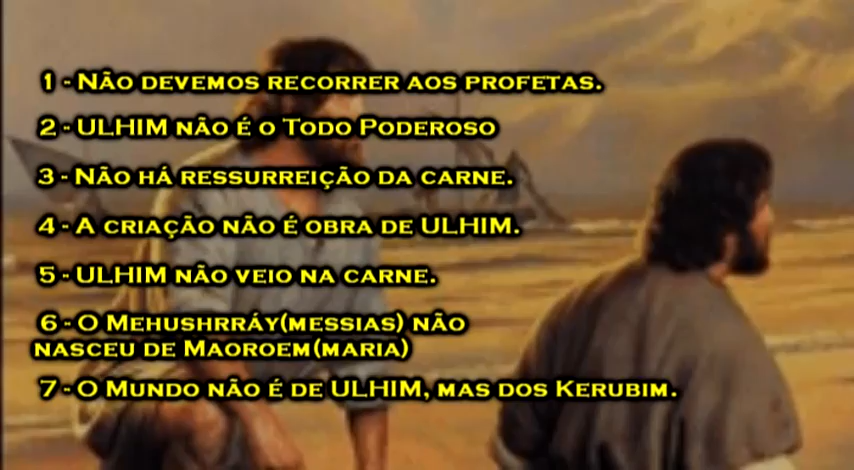 1 - Não devemos recorrer aos profetas.
2 - ULHIM não é o Todo Poderoso
3 - Não há ressurreição da carne.
4 - A criação não é obra de ULHIM.
5 - ULHIM não veio na carne.
6 - O Mehushrráy(messias) não
nasceu de Maoroem(maria)
7 - O Mundo não é de ULHIM, mas dos Kerubim.